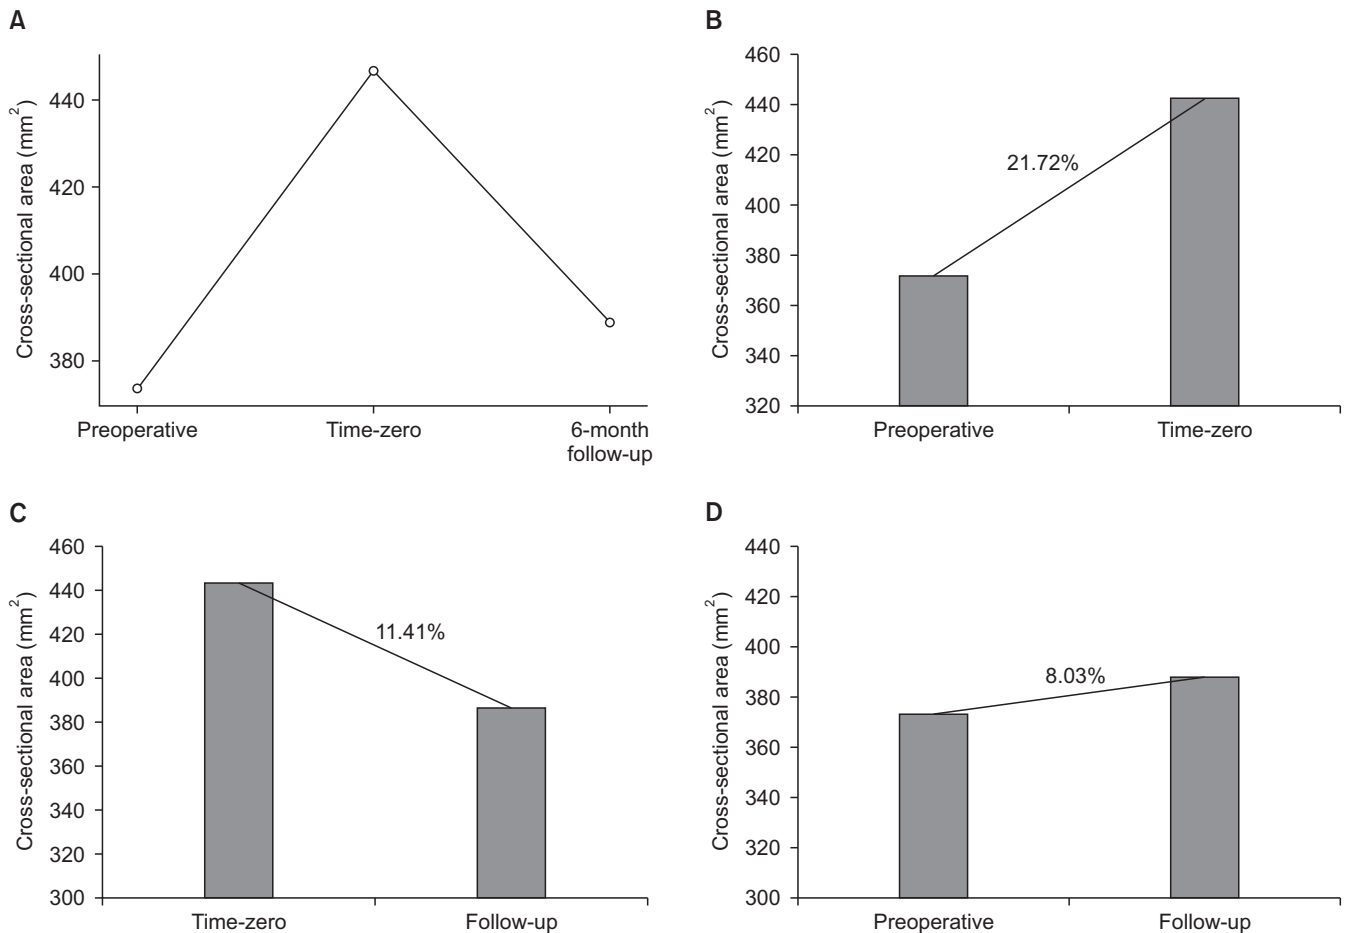 A
Cross-sectional area (mm²)
440
420
400
380
Preoperative
Time-zero
6-month
follow-up
B
Cross-sectional area (mm²)
460
440
420
400
380
360
340
320
21.72%
Preoperative
Time-zero
C
Cross-sectional area (mm²)
460
440
420
400
380
360
340
320
300
11.41%
Time-zero
Follow-up
D
Cross-sectional area (mm²)
440
420
400
380
360
340
320
300
8.03%
Preoperative
Follow-up